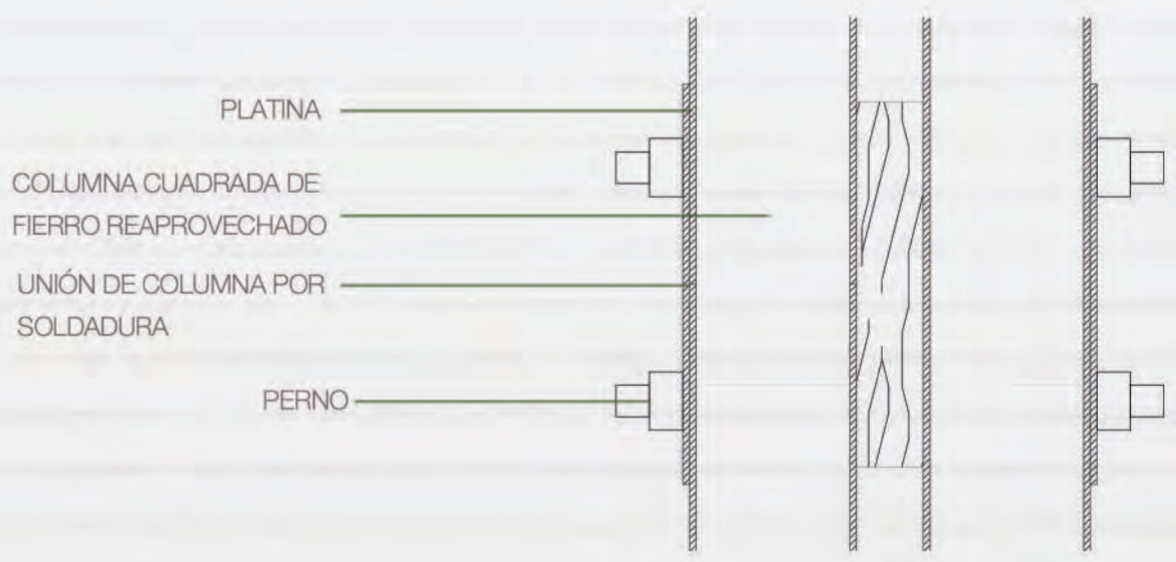 PLATINA
COLUMNA CUADRADA DE
FIERRO REAPROVECHADO
UNIÓN DE COLUMNA POR
SOLDADURA
PERNO